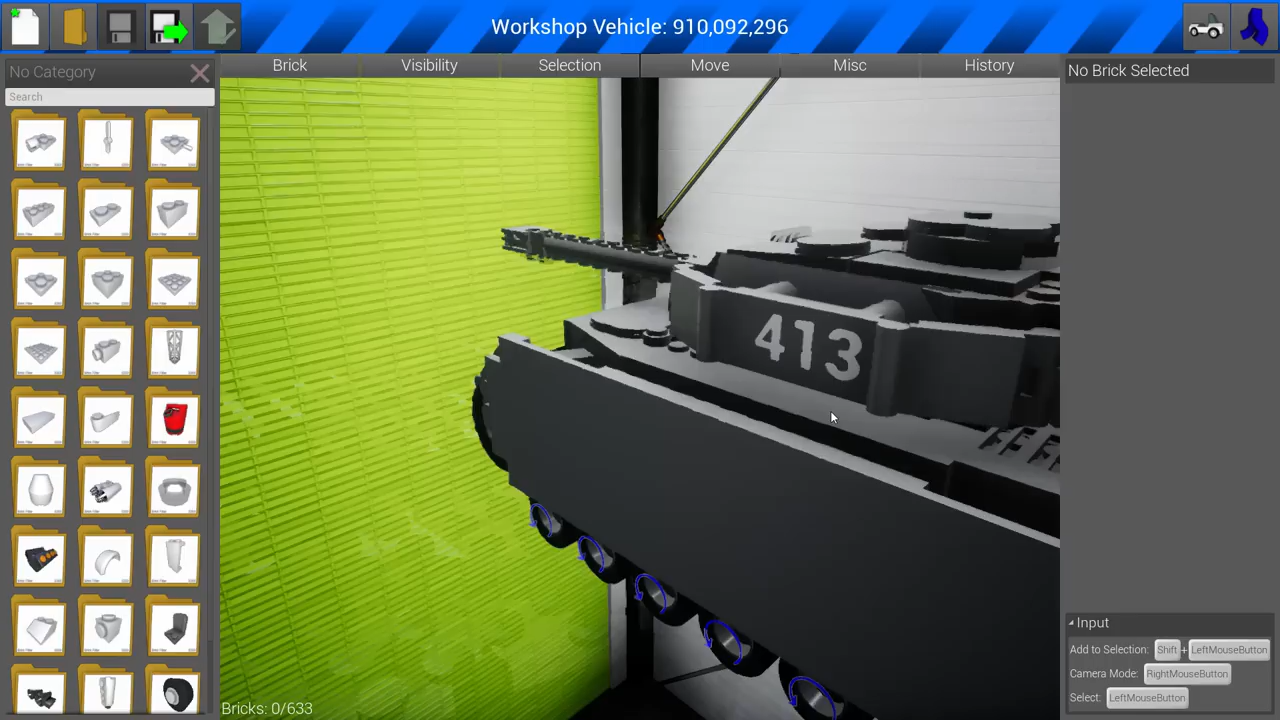 Workshop Vehicle: 910,092,296
No Category
Search
Brick
Visibility
Selection
Move
Misc
History
No Brick Selected
413
Input
Add to Selection: Shift + LeftMouseButton
Camera Mode: RightMouseButton
Select: LeftMouseButton
Bricks: 0/633